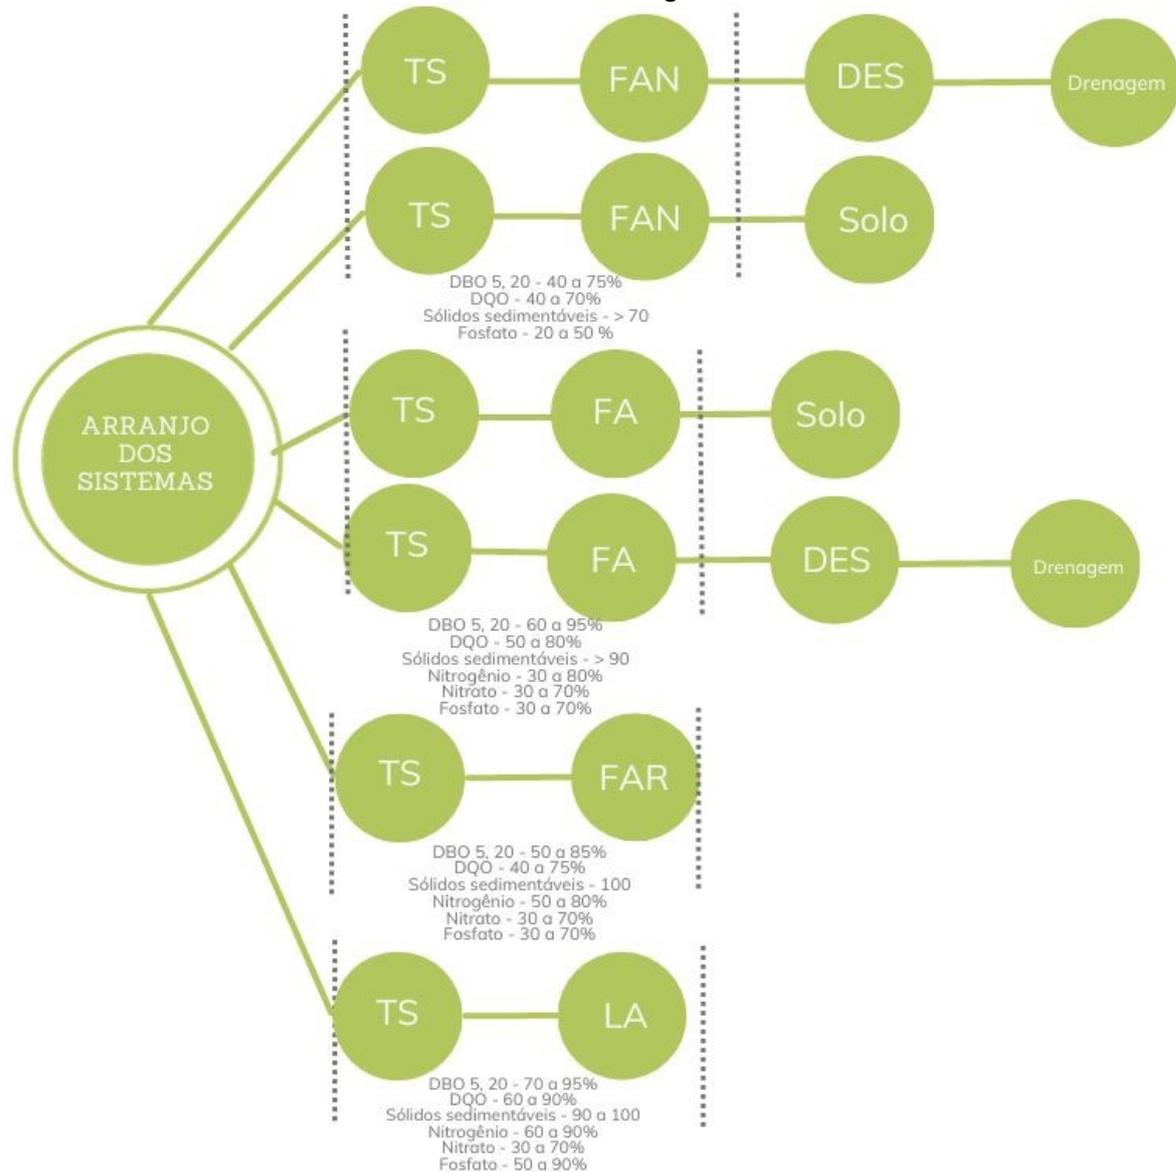 TS
FAN
DES
Drenagem
TS
FAN
Solo
DBO 5, 20 - 40 a 75%
DQO - 40 a 70%
Sólidos sedimentáveis - > 70
Fosfato - 20 a 50 %
ARRANJO
DOS
SISTEMAS
TS
FA
Solo
TS
FA
DES
Drenagem
DBO 5, 20 - 60 a 95%
DQO - 50 a 80%
Sólidos sedimentáveis - > 90
Nitrogênio - 30 a 80%
Nitrato - 30 a 70%
Fosfato - 30 a 70%
TS
FAR
DBO 5, 20 - 50 a 85%
DQO - 40 a 75%
Sólidos sedimentáveis - 100
Nitrogênio - 50 a 80%
Nitrato - 30 a 70%
Fosfato - 30 a 70%
TS
LA
DBO 5, 20 - 70 a 95%
DQO - 60 a 90%
Sólidos sedimentáveis - 90 a 100
Nitrogênio - 60 a 90%
Nitrato - 30 a 70%
Fosfato - 50 a 90%